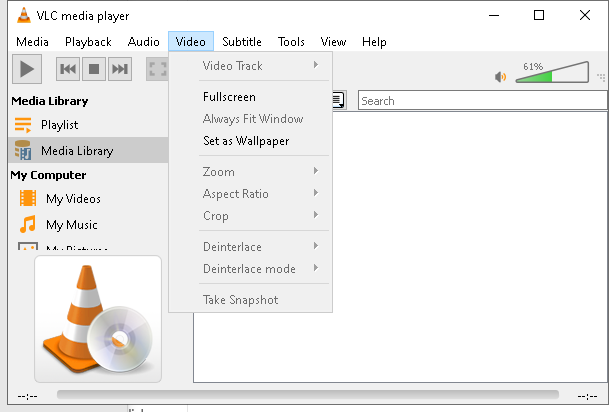 VLC media player
Media Playback Audio Video Subtitle Tools View Help
61%
Video Track
Fullscreen
Always Fit Window
Set as Wallpaper
Zoom
Aspect Ratio
Crop
Deinterlace
Deinterlace mode
Take Snapshot
Search
Media Library
Playlist
Media Library
My Computer
My Videos
My Music
My Pictures
--:--
--:--